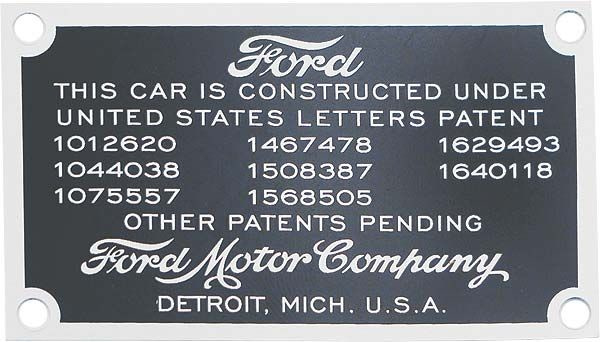 Ford
THIS CAR IS CONSTRUCTED UNDER
UNITED STATES LETTERS PATENT
1012620 1467478 1629493
1044038 1508387 1640118
1075557 1568505
OTHER PATENTS PENDING
Ford Motor Company
DETROIT, MICH. U.S.A.